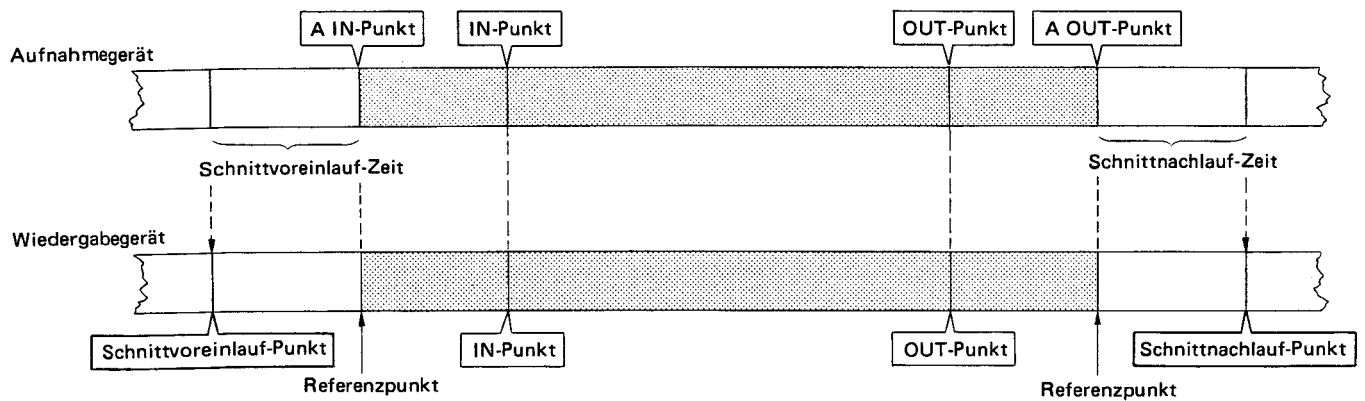 A IN-Punkt IN-Punkt OUT-Punkt A OUT-Punkt
Aufnahmegerät
Schnittvoreinlauf-Zeit Schnittnachlauf-Zeit
Wiedergabegerät
Schnittvoreinlauf-Punkt IN-Punkt OUT-Punkt Schnittnachlauf-Punkt
Referenzpunkt Referenzpunkt